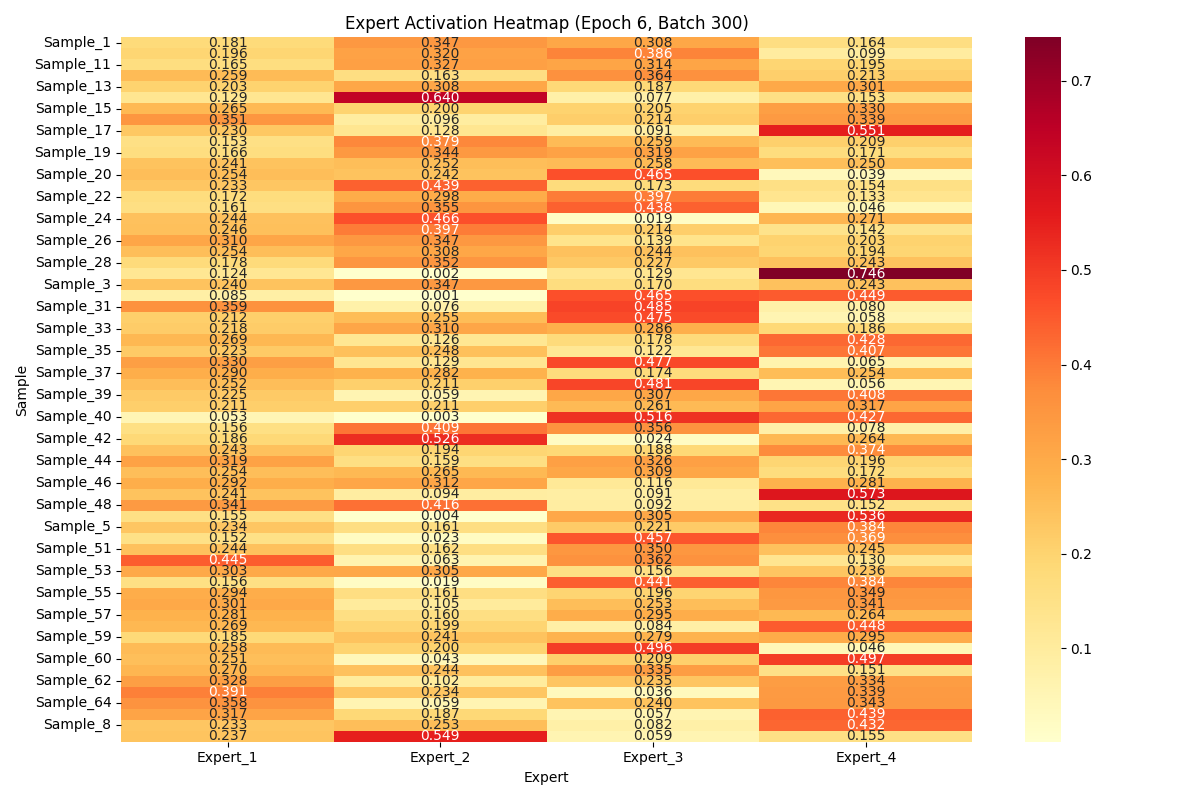 Expert Activation Heatmap (Epoch 6, Batch 300)
Sample_1 0.181 0.347 0.308 0.164
0.196 0.320 0.386 0.099
Sample_11 0.165 0.327 0.314 0.195
0.259 0.163 0.364 0.213
Sample_13 0.203 0.308 0.187 0.301
0.129 0.640 0.077 0.153
Sample_15 0.265 0.200 0.205 0.330
0.351 0.096 0.214 0.339
Sample_17 0.230 0.128 0.091 0.551
0.153 0.379 0.259 0.209
Sample_19 0.166 0.344 0.319 0.171
0.241 0.252 0.258 0.250
Sample_20 0.254 0.242 0.465 0.039
0.233 0.439 0.173 0.154
Sample_22 0.172 0.298 0.397 0.133
0.161 0.355 0.438 0.046
Sample_24 0.244 0.466 0.019 0.271
0.246 0.397 0.214 0.142
Sample_26 0.310 0.347 0.139 0.203
0.254 0.308 0.244 0.194
Sample_28 0.178 0.352 0.227 0.243
0.124 0.002 0.129 0.746
Sample_3 0.240 0.347 0.170 0.243
0.085 0.001 0.465 0.449
Sample_31 0.359 0.076 0.485 0.080
0.212 0.255 0.475 0.058
Sample_33 0.218 0.310 0.286 0.186
0.269 0.126 0.178 0.428
Sample_35 0.223 0.248 0.122 0.407
0.330 0.129 0.477 0.065
Sample_37 0.290 0.282 0.174 0.254
0.252 0.211 0.481 0.056
Sample_39 0.225 0.059 0.307 0.408
0.211 0.211 0.261 0.317
Sample_40 0.053 0.003 0.516 0.427
0.156 0.409 0.356 0.078
Sample_42 0.186 0.526 0.024 0.264
0.243 0.194 0.188 0.374
Sample_44 0.319 0.159 0.326 0.196
0.254 0.265 0.309 0.172
Sample_46 0.292 0.312 0.116 0.281
0.241 0.094 0.091 0.573
Sample_48 0.341 0.416 0.092 0.152
0.155 0.004 0.305 0.536
Sample_5 0.234 0.161 0.221 0.384
0.152 0.023 0.457 0.369
Sample_51 0.244 0.162 0.350 0.245
0.445 0.063 0.362 0.130
Sample_53 0.303 0.305 0.156 0.236
0.156 0.019 0.441 0.384
Sample_55 0.294 0.161 0.196 0.349
0.301 0.105 0.253 0.341
Sample_57 0.281 0.160 0.295 0.264
0.269 0.199 0.084 0.448
Sample_59 0.185 0.241 0.279 0.295
0.258 0.200 0.496 0.046
Sample_60 0.251 0.043 0.209 0.497
0.270 0.244 0.335 0.151
Sample_62 0.328 0.102 0.235 0.334
0.391 0.234 0.036 0.339
Sample_64 0.358 0.059 0.240 0.343
0.317 0.187 0.057 0.439
Sample_8 0.233 0.253 0.082 0.432
0.237 0.549 0.059 0.155
Expert_1 Expert_2 Expert_3 Expert_4
Expert
Sample
0.7
0.6
0.5
0.4
0.3
0.2
0.1